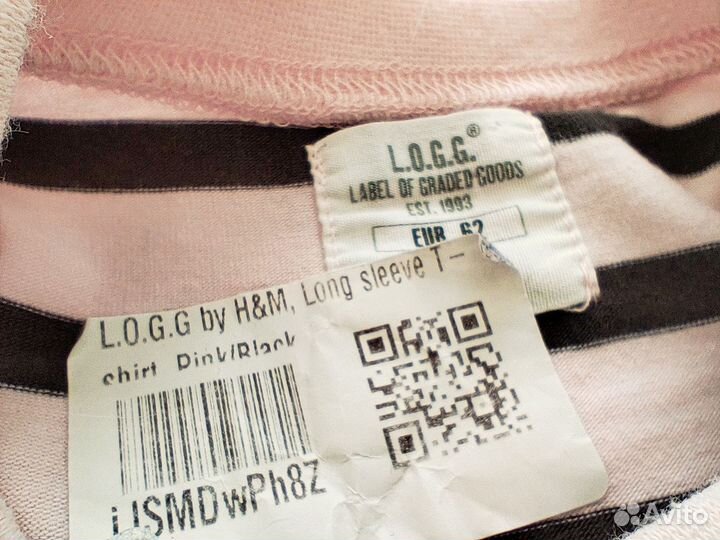 L.O.G.G.®
LABEL OF GRADED GOODS
EST. 1993
EUR 62
L.O.G.G by H&M, Long sleeve T-
shirt, Pink/Black
iJSMDwPh8Z
Avito